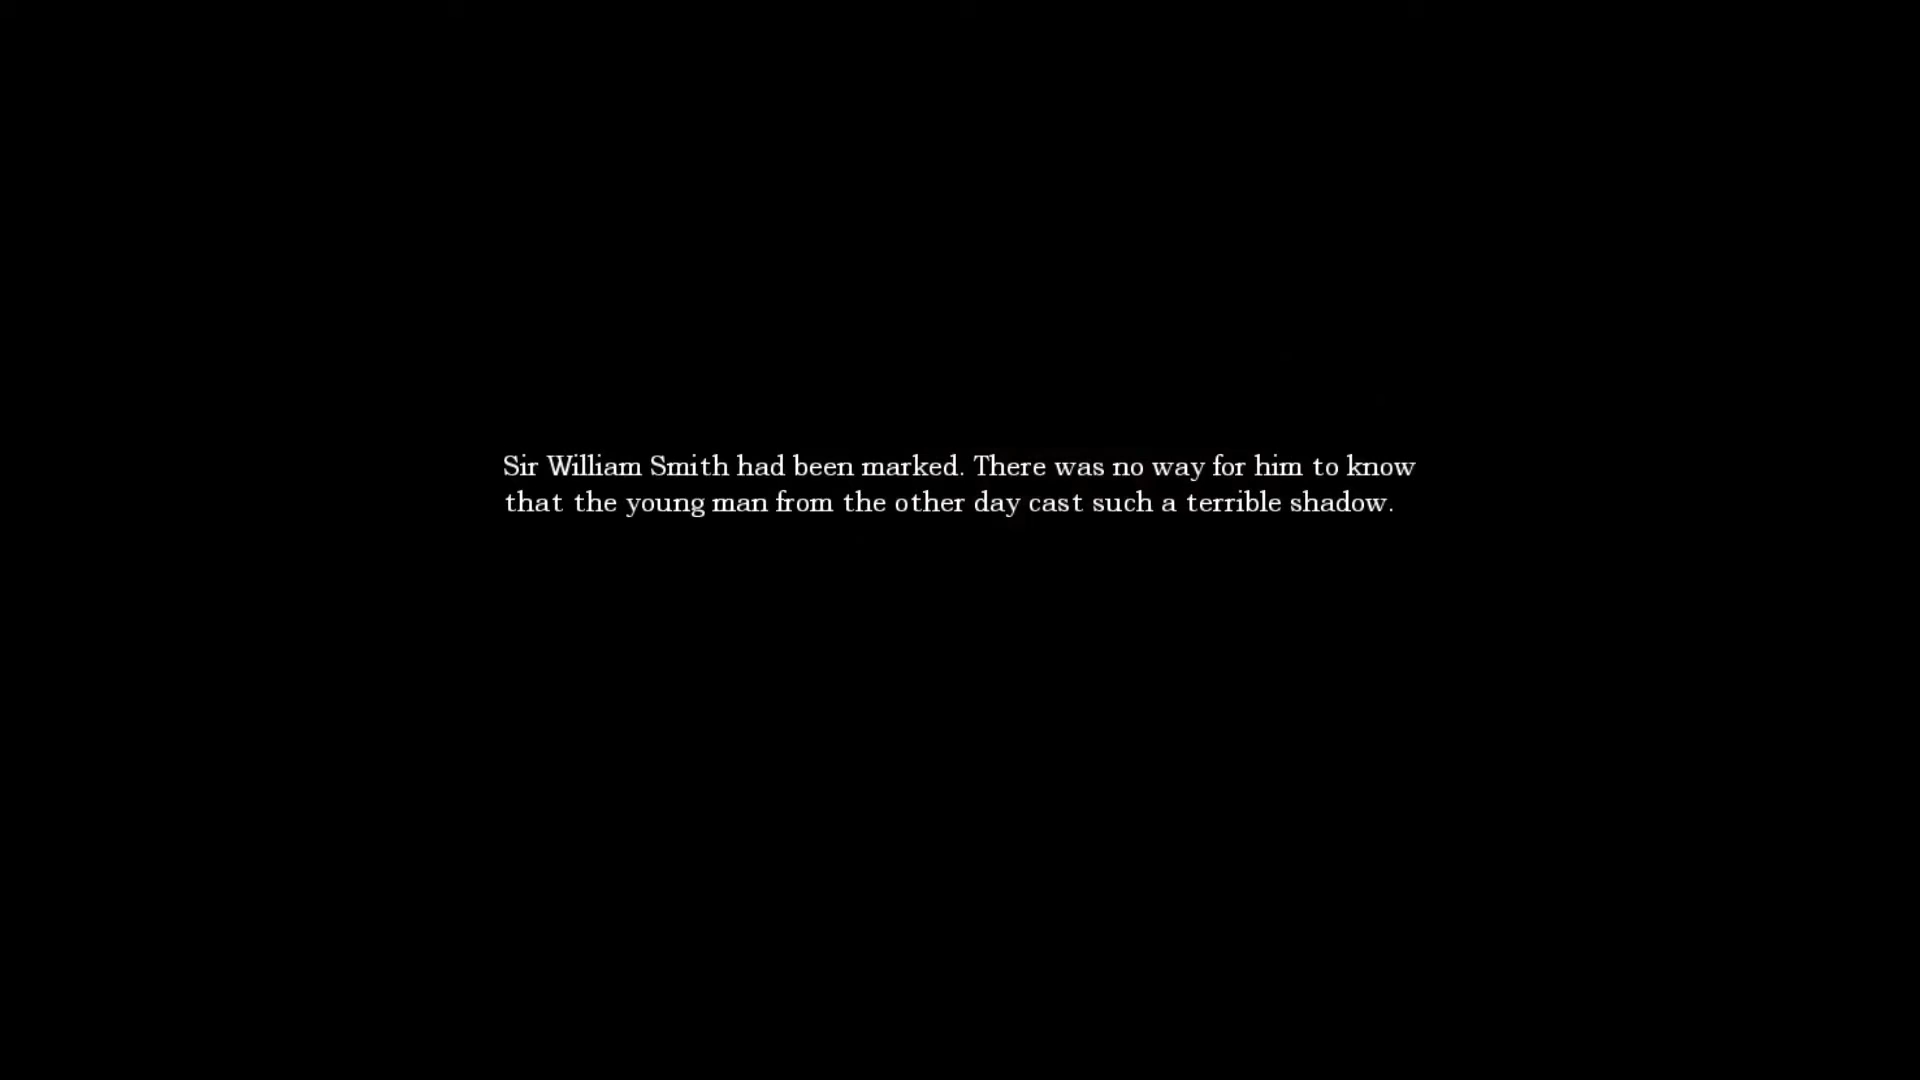 Sir William Smith had been marked. There was no way for him to know
that the young man from the other day cast such a terrible shadow.